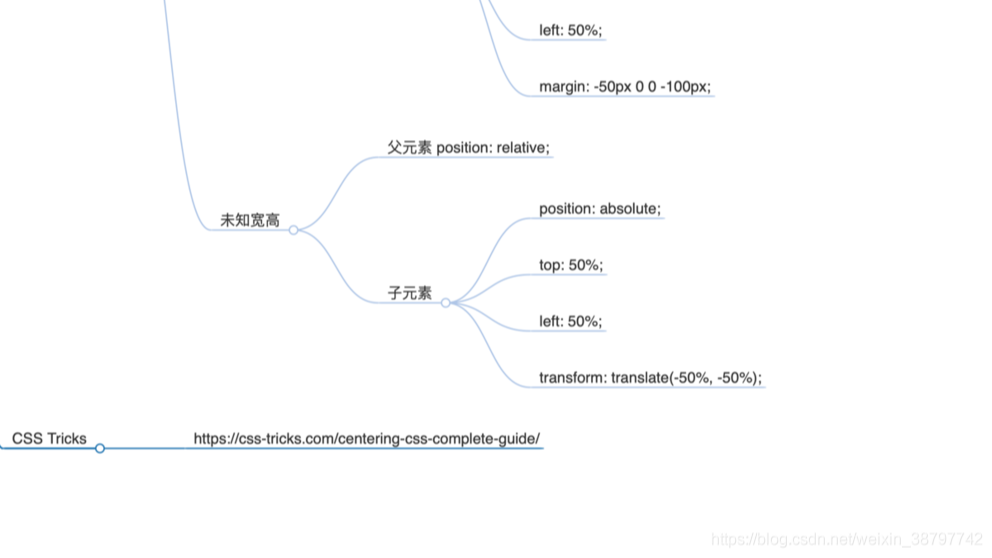 left: 50%;
margin: -50px 0 0 -100px;
父元素 position: relative;
未知宽高
position: absolute;
top: 50%;
子元素
left: 50%;
transform: translate(-50%, -50%);
CSS Tricks
https://css-tricks.com/centering-css-complete-guide/
https://blog.csdn.net/weixin_38797742